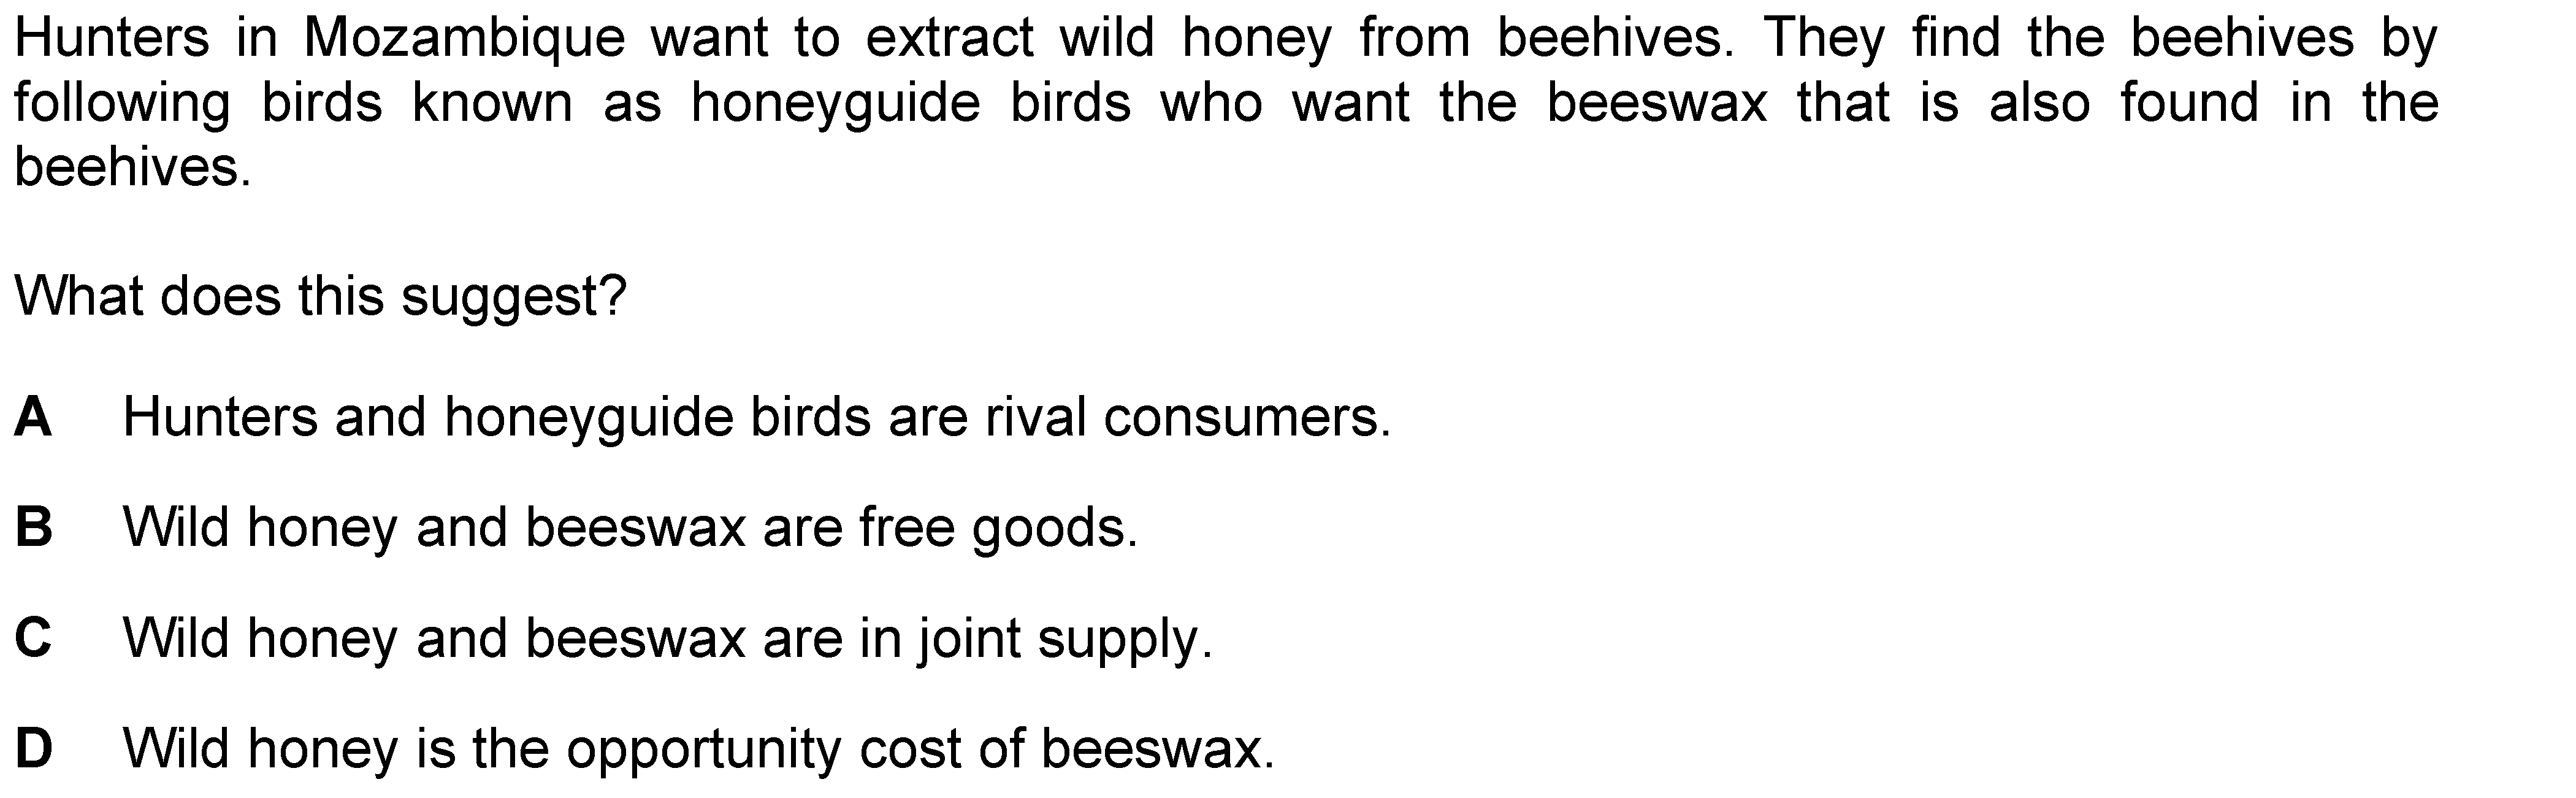 Hunters in Mozambique want to extract wild honey from beehives. They find the beehives by
following birds known as honeyguide birds who want the beeswax that is also found in the
beehives.
What does this suggest?
A Hunters and honeyguide birds are rival consumers.
B Wild honey and beeswax are free goods.
C Wild honey and beeswax are in joint supply.
D Wild honey is the opportunity cost of beeswax.